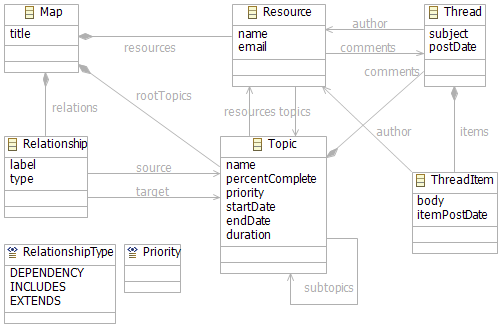 Map
title
Resource
name
email
Thread
subject
postDate
author
comments
resources
comments
relations
rootTopics
resources topics
author
items
Relationship
label
type
source
target
Topic
name
percentComplete
priority
startDate
endDate
duration
ThreadItem
body
itemPostDate
RelationshipType
DEPENDENCY
INCLUDES
EXTENDS
Priority
subtopics